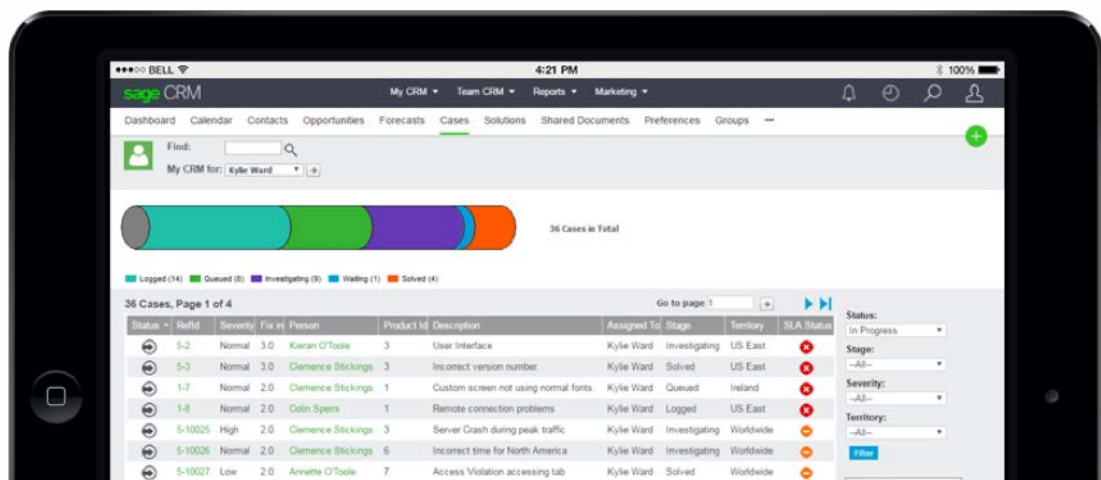 BELL 4:21 PM 100%
sage CRM My CRM Team CRM Reports Marketing
Dashboard Calendar Contacts Opportunities Forecasts Cases Solutions Shared Documents Preferences Groups ...
Find:
My CRM for: Kylie Ward
36 Cases in Total
Logged (14) Queued (8) Investigating (9) Waiting (1) Solved (4)
36 Cases, Page 1 of 4 Go to page 1
Status RefId Severity Fix in Person Product Id Description Assigned To Stage Territory SLA Status
5-2 Normal 3.0 Kieran O'Toole 3 User Interface Kylie Ward Investigating US East
5-3 Normal 3.0 Clemence Stickings 3 Incorrect version number. Kylie Ward Solved US East
1-7 Normal 2.0 Clemence Stickings 1 Custom screen not using normal fonts. Kylie Ward Queued Ireland
1-8 Normal 2.0 Colin Speirs 1 Remote connection problems Kylie Ward Logged US East
5-10025 High 2.0 Clemence Stickings 3 Server Crash during peak traffic Kylie Ward Investigating Worldwide
5-10026 Normal 2.0 Clemence Stickings 6 Incorrect time for North America Kylie Ward Investigating Worldwide
5-10027 Low 2.0 Annette O'Toole 7 Access Violation accessing tab Kylie Ward Solved Worldwide
Status:
In Progress
Stage:
--All--
Severity:
--All--
Territory:
--All--
Filter